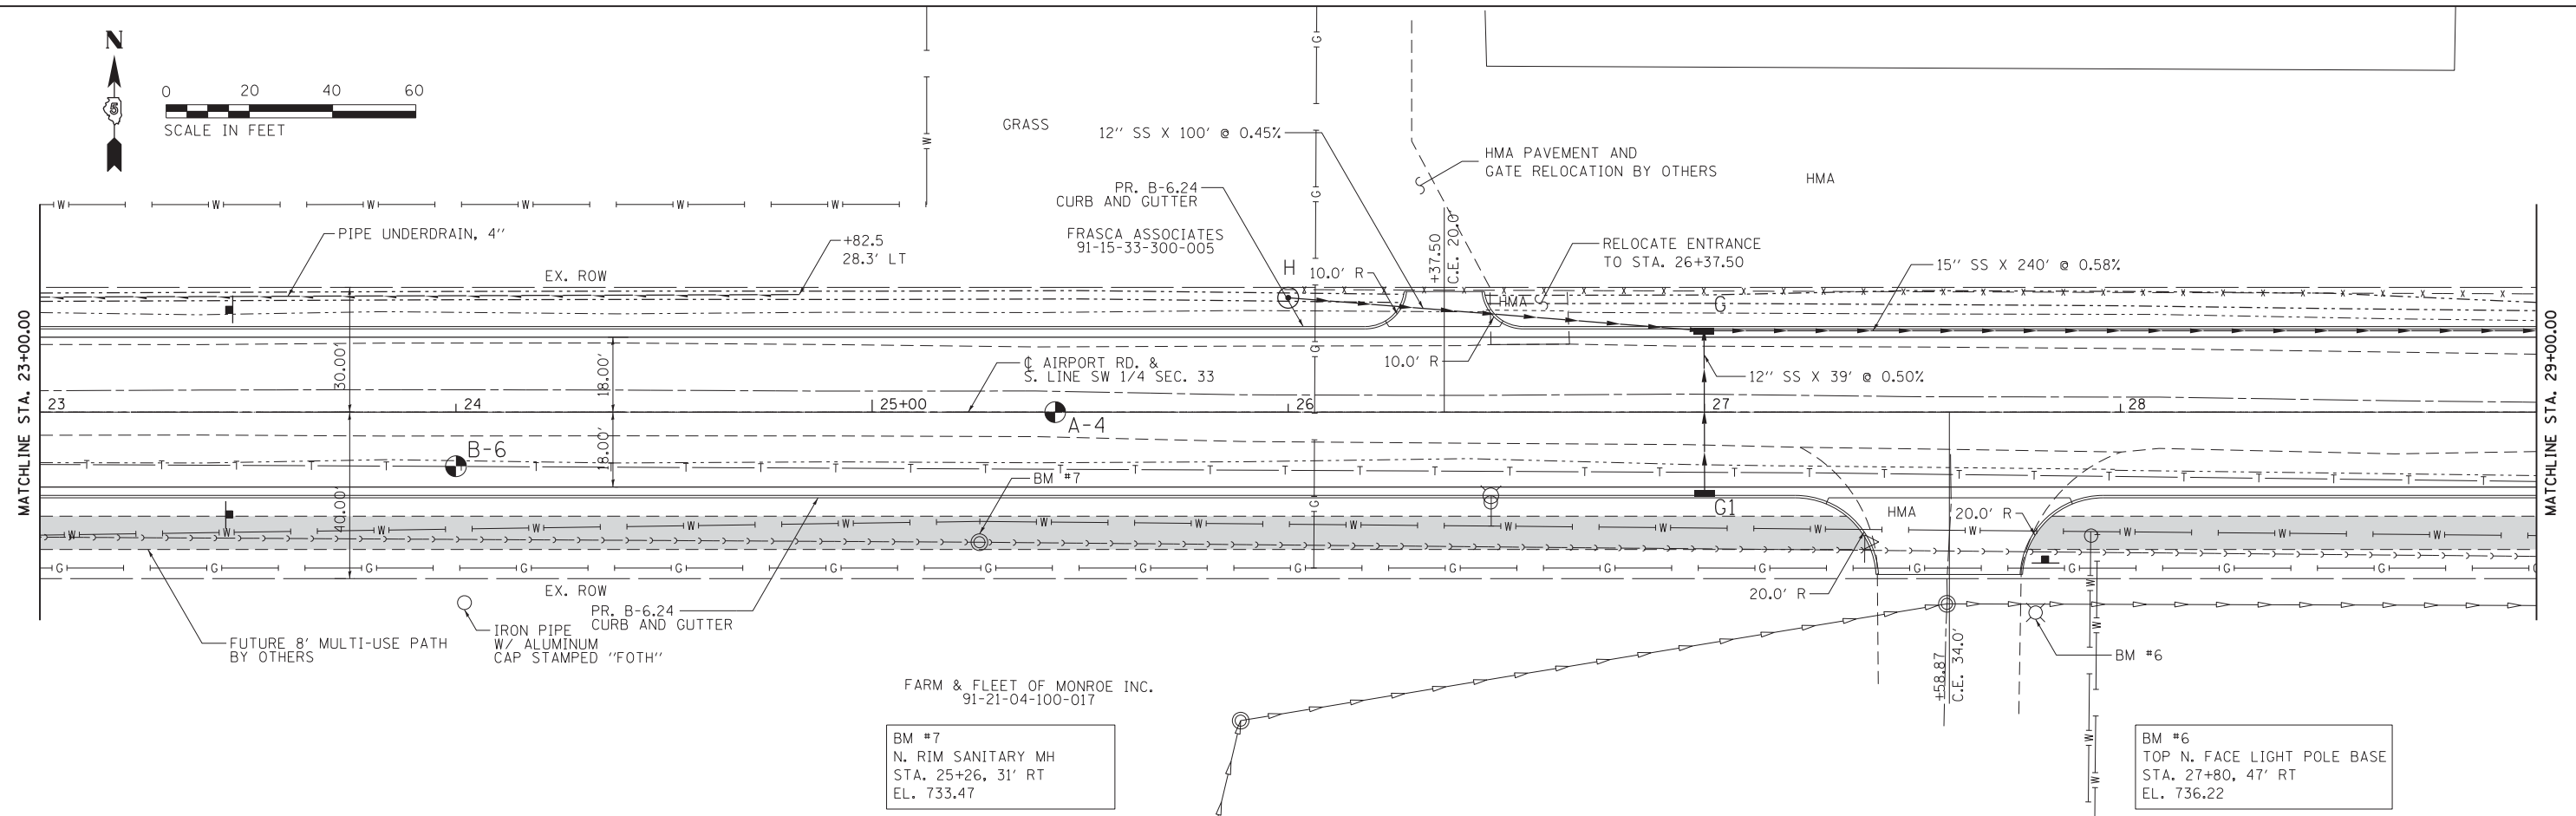 N
5
0 20 40 60
SCALE IN FEET
GRASS
12" SS X 100' @ 0.45%
HMA PAVEMENT AND
GATE RELOCATION BY OTHERS
HMA
PR. B-6.24
CURB AND GUTTER
FRASCA ASSOCIATES
91-15-33-300-005
PIPE UNDERDRAIN, 4"
+82.5
28.3' LT
EX. ROW
H
10.0' R
+37.50
C.E. 20.0'
RELOCATE ENTRANCE
TO STA. 26+37.50
15" SS X 240' @ 0.58%
HMA
G
10.0' R
12" SS X 39' @ 0.50%
MATCHLINE STA. 23+00.00
MATCHLINE STA. 29+00.00
30.00'
18.00'
℄ AIRPORT RD. &
S. LINE SW 1/4 SEC. 33
23 24 25+00 26 27 28
A-4
B-6
18.00'
40.00'
BM #7
G1
HMA
20.0' R
20.0' R
EX. ROW
PR. B-6.24
CURB AND GUTTER
IRON PIPE
W/ ALUMINUM
CAP STAMPED "FOTH"
FUTURE 8' MULTI-USE PATH
BY OTHERS
+58.87
C.E. 34.0'
BM #6
FARM & FLEET OF MONROE INC.
91-21-04-100-017
BM #7
N. RIM SANITARY MH
STA. 25+26, 31' RT
EL. 733.47
BM #6
TOP N. FACE LIGHT POLE BASE
STA. 27+80, 47' RT
EL. 736.22